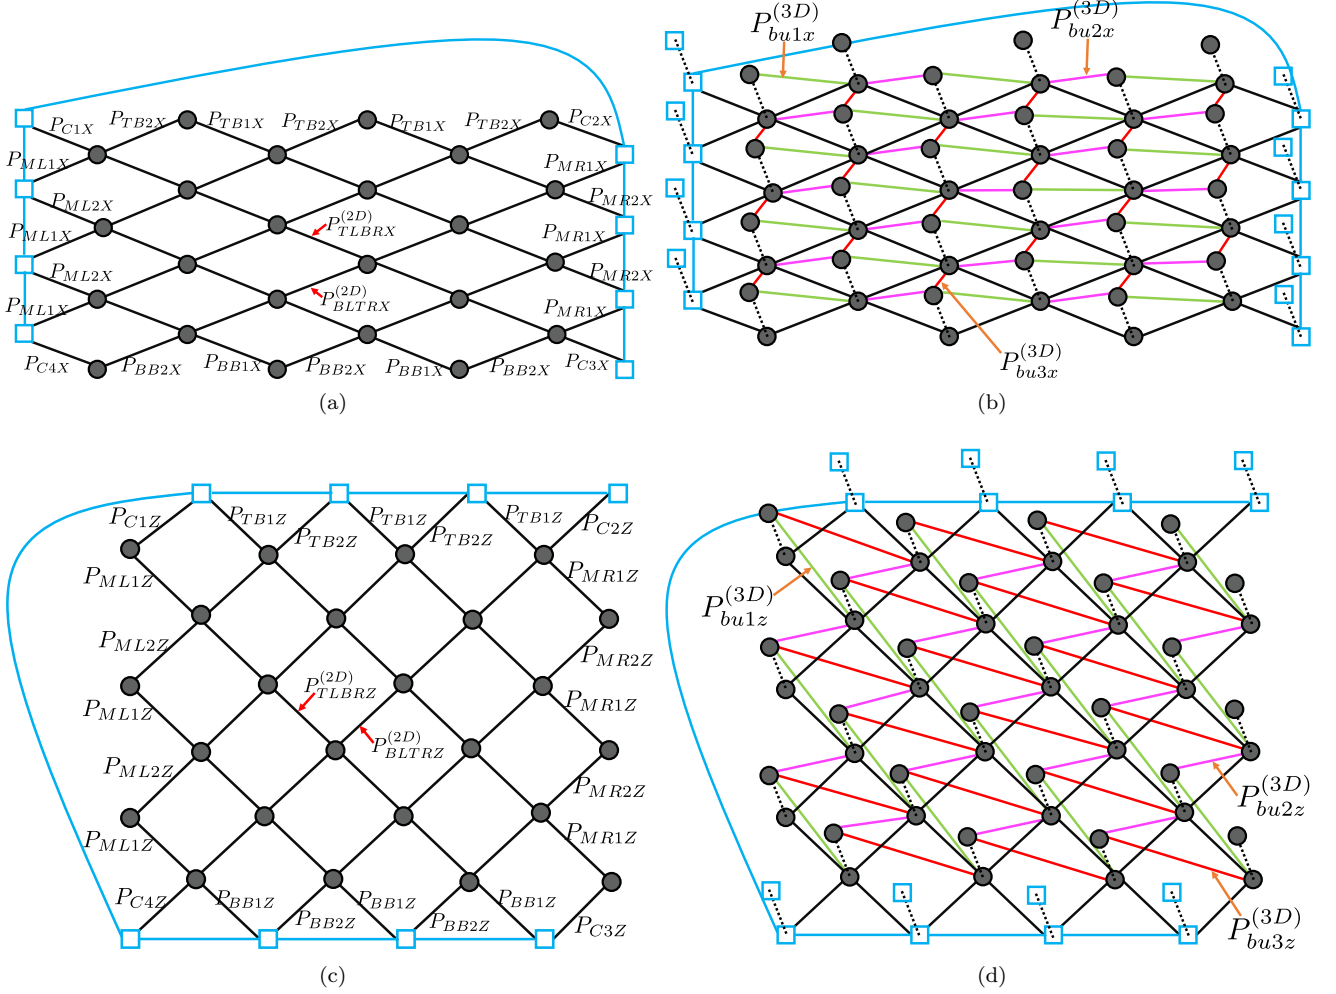 P_{C1X} P_{TB2X} P_{TB1X} P_{TB2X} P_{TB1X} P_{TB2X} P_{C2X}
P_{ML1X} P_{MR1X}
P_{ML2X} P_{MR2X}
P_{ML1X} P^{(2D)}_{TLBRX} P_{MR1X}
P_{ML2X} P_{MR2X}
P_{ML1X} P^{(2D)}_{BLTRX} P_{MR1X}
P_{C4X} P_{BB2X} P_{BB1X} P_{BB2X} P_{BB1X} P_{BB2X} P_{C3X}
(a)
P^{(3D)}_{bu1x} P^{(3D)}_{bu2x}
P^{(3D)}_{bu3x}
(b)
P_{C1Z} P_{TB1Z} P_{TB1Z} P_{TB1Z} P_{C2Z}
P_{TB2Z} P_{TB2Z}
P_{ML1Z} P_{MR1Z}
P_{ML2Z} P_{MR2Z}
P^{(2D)}_{TLBRZ}
P_{ML1Z} P_{MR1Z}
P^{(2D)}_{BLTRZ}
P_{ML2Z} P_{MR2Z}
P_{ML1Z} P_{MR1Z}
P_{C4Z} P_{BB1Z} P_{BB1Z} P_{BB1Z}
P_{BB2Z} P_{BB2Z} P_{C3Z}
(c)
P^{(3D)}_{bu1z}
P^{(3D)}_{bu2z}
P^{(3D)}_{bu3z}
(d)